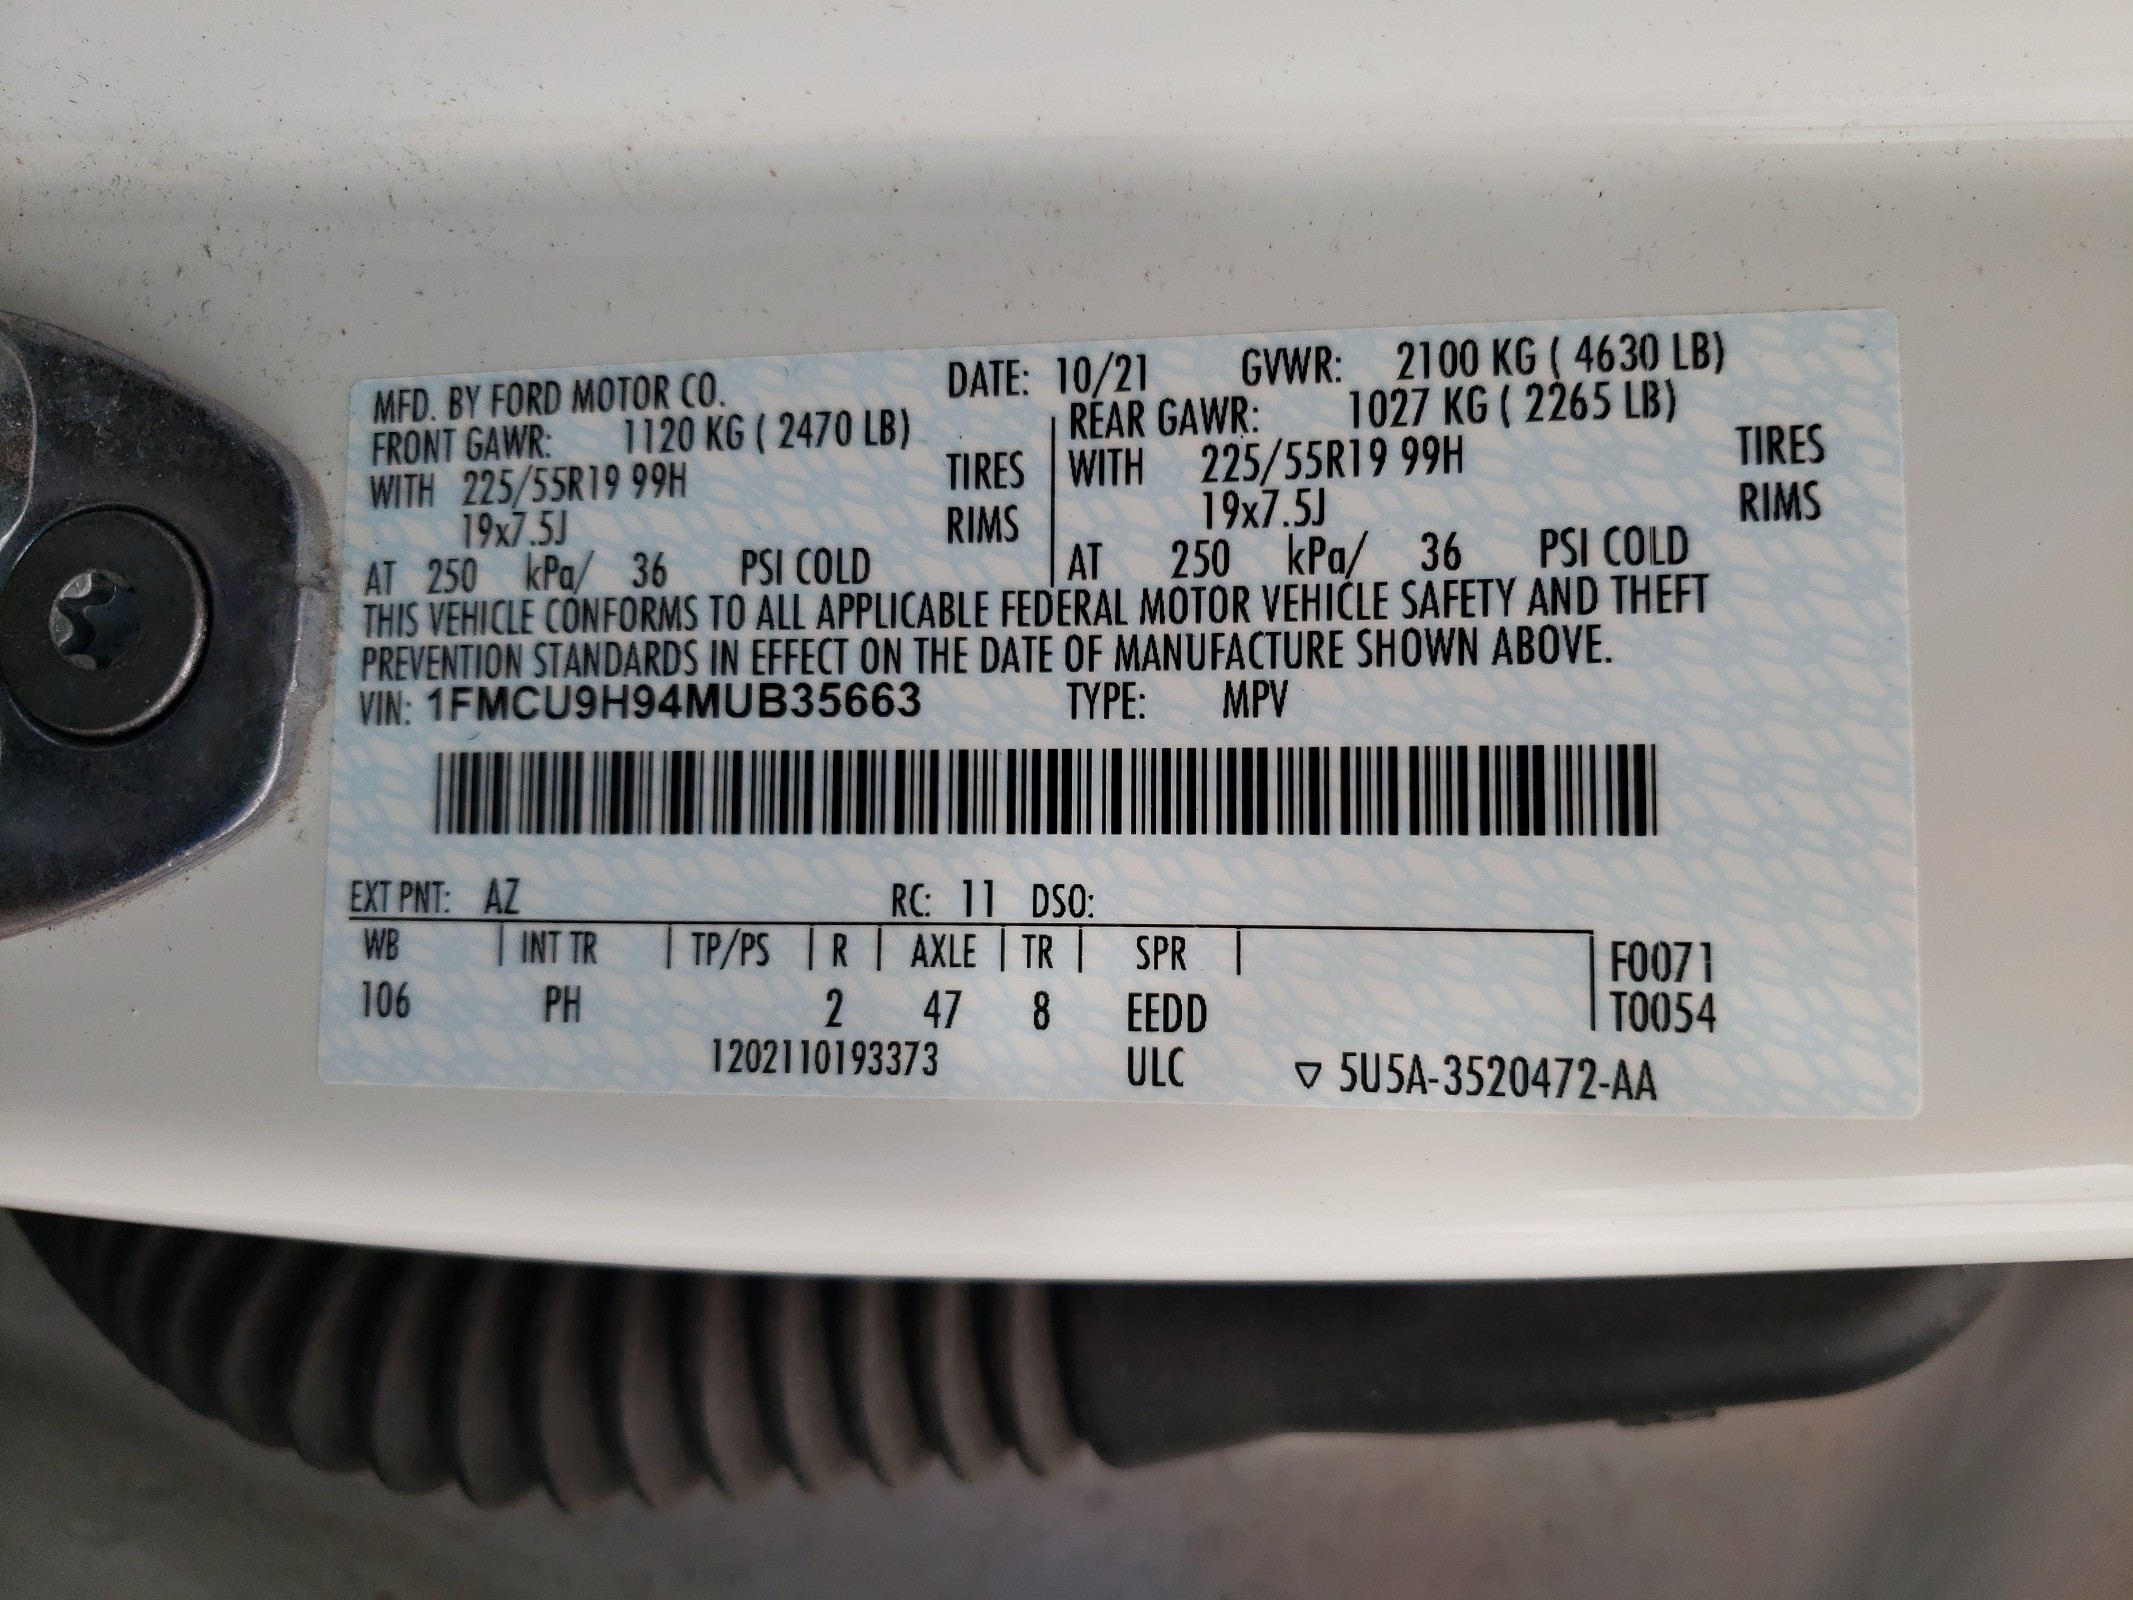 MFD. BY FORD MOTOR CO. DATE: 10/21 GVWR: 2100 KG ( 4630 LB)
FRONT GAWR: 1120 KG ( 2470 LB) REAR GAWR: 1027 KG ( 2265 LB)
WITH 225/55R19 99H TIRES WITH 225/55R19 99H TIRES
19x7.5J RIMS 19x7.5J RIMS
AT 250 kPa/ 36 PSI COLD AT 250 kPa/ 36 PSI COLD
THIS VEHICLE CONFORMS TO ALL APPLICABLE FEDERAL MOTOR VEHICLE SAFETY AND THEFT
PREVENTION STANDARDS IN EFFECT ON THE DATE OF MANUFACTURE SHOWN ABOVE.
VIN: 1FMCU9H94MUB35663 TYPE: MPV
EXT PNT: AZ RC: 11 DSO:
WB | INT TR | TP/PS | R | AXLE | TR | SPR | F0071
106 PH 2 47 8 EEDD T0054
1202110193373 ULC ▽ 5U5A-3520472-AA